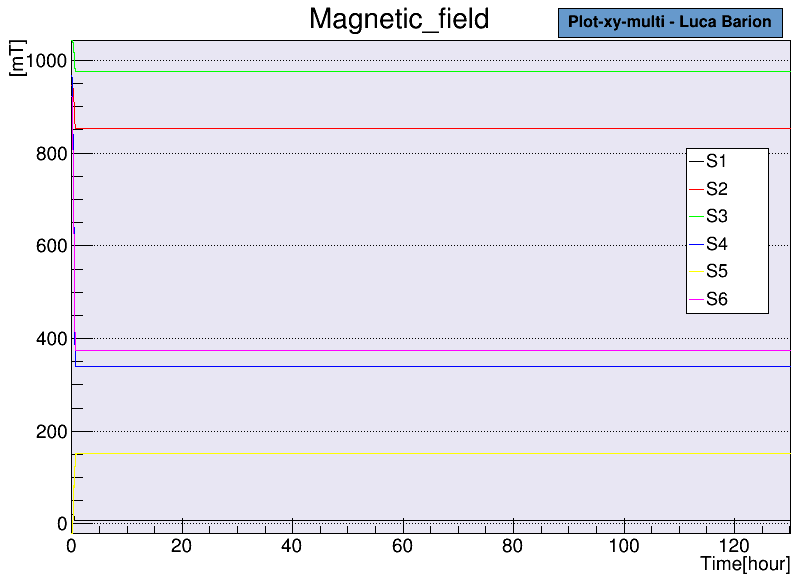 Magnetic_field
Plot-xy-multi - Luca Barion
[mT]
1000
800
600
400
200
0
S1
S2
S3
S4
S5
S6
0 20 40 60 80 100 120
Time[hour]